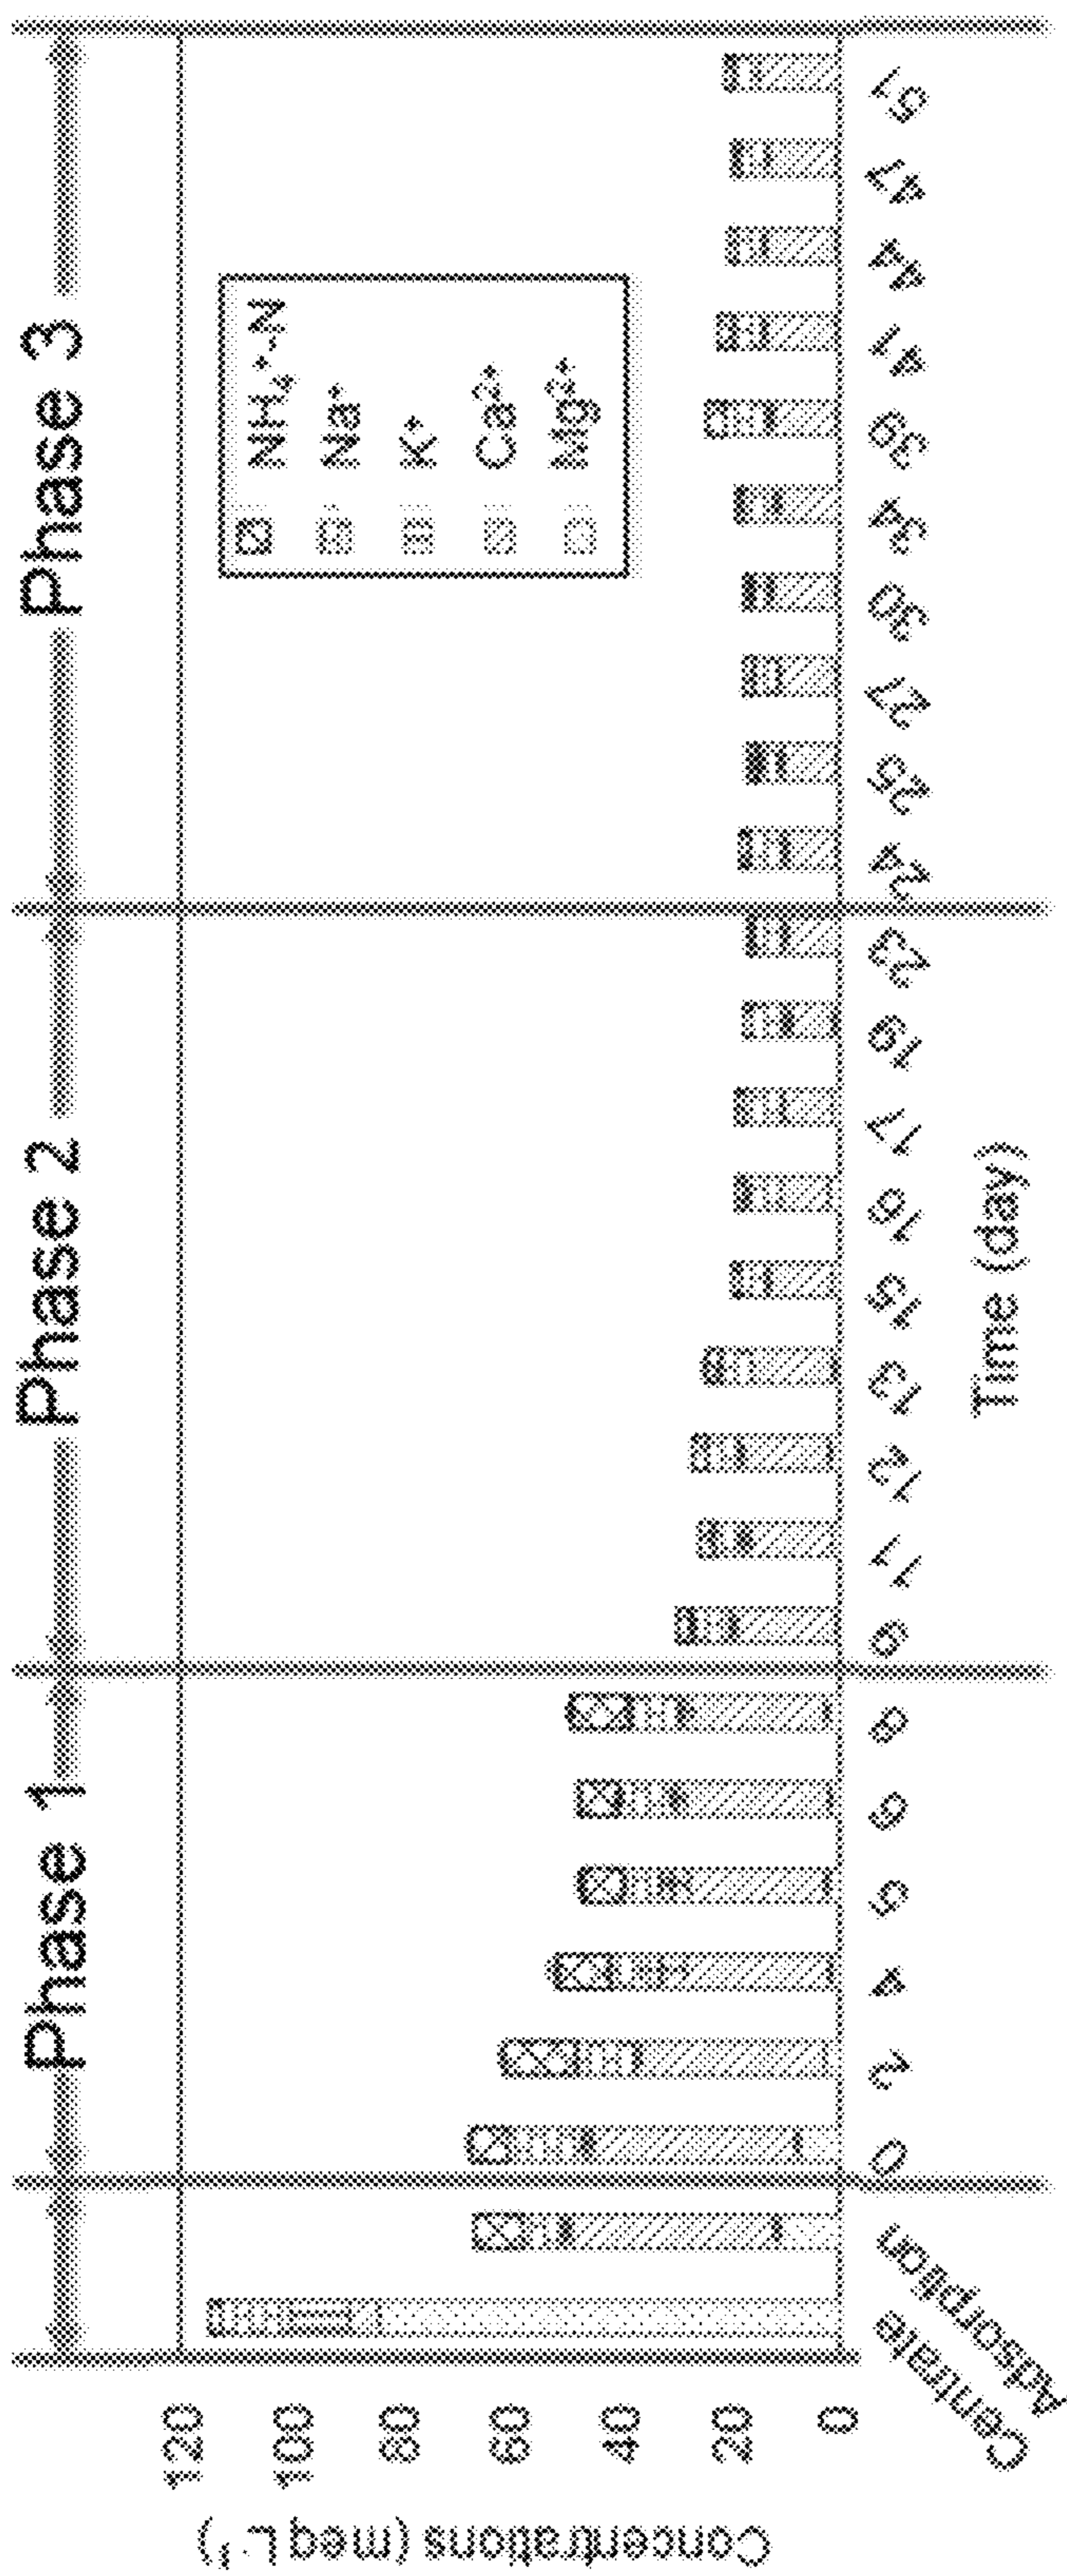 Phase 1
Phase 2
Phase 3
NH₄⁺-N
Na⁺
K⁺
Ca²⁺
Mg²⁺
Concentrations (meq L⁻¹)
120
100
80
60
40
20
0
Centrate
Adsorption
0
2
4
5
6
8
9
11
12
13
15
16
17
19
23
24
25
27
30
34
39
41
44
47
51
Time (day)